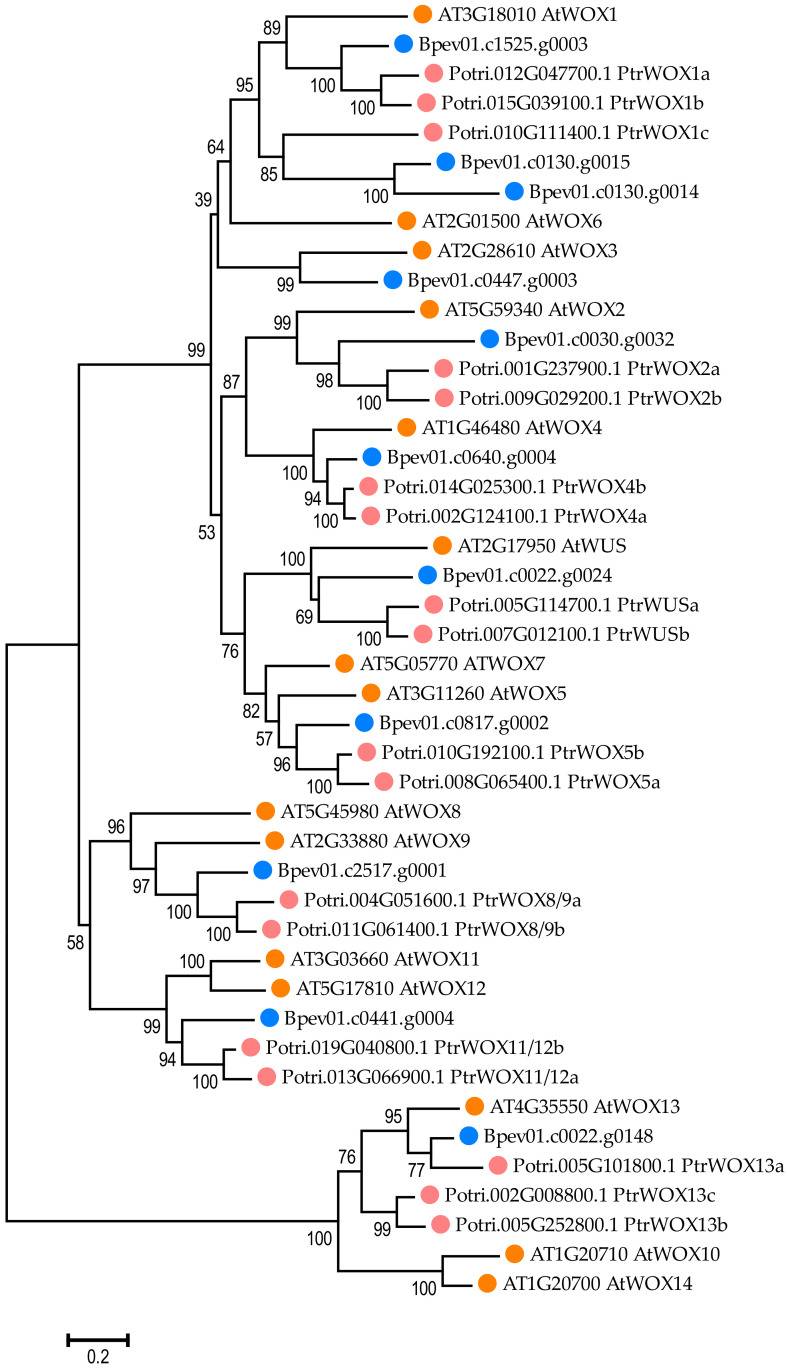 AT3G18010 AtWOX1
89
Bpev01.c1525.g0003
Potri.012G047700.1 PtrWOX1a
100
95
Potri.015G039100.1 PtrWOX1b
100
Potri.010G111400.1 PtrWOX1c
64
Bpev01.c0130.g0015
85
Bpev01.c0130.g0014
100
39
AT2G01500 AtWOX6
AT2G28610 AtWOX3
Bpev01.c0447.g0003
99
AT5G59340 AtWOX2
99
Bpev01.c0030.g0032
99
Potri.001G237900.1 PtrWOX2a
98
87
Potri.009G029200.1 PtrWOX2b
100
AT1G46480 AtWOX4
Bpev01.c0640.g0004
100
Potri.014G025300.1 PtrWOX4b
94
Potri.002G124100.1 PtrWOX4a
100
53
AT2G17950 AtWUS
100
Bpev01.c0022.g0024
Potri.005G114700.1 PtrWUSa
69
Potri.007G012100.1 PtrWUSb
100
76
AT5G05770 ATWOX7
AT3G11260 AtWOX5
82
Bpev01.c0817.g0002
57
Potri.010G192100.1 PtrWOX5b
96
Potri.008G065400.1 PtrWOX5a
100
AT5G45980 AtWOX8
96
AT2G33880 AtWOX9
Bpev01.c2517.g0001
97
Potri.004G051600.1 PtrWOX8/9a
100
Potri.011G061400.1 PtrWOX8/9b
100
58
AT3G03660 AtWOX11
100
AT5G17810 AtWOX12
Bpev01.c0441.g0004
99
Potri.019G040800.1 PtrWOX11/12b
94
Potri.013G066900.1 PtrWOX11/12a
100
AT4G35550 AtWOX13
95
Bpev01.c0022.g0148
76
Potri.005G101800.1 PtrWOX13a
77
Potri.002G008800.1 PtrWOX13c
Potri.005G252800.1 PtrWOX13b
99
100
AT1G20710 AtWOX10
AT1G20700 AtWOX14
100
0.2